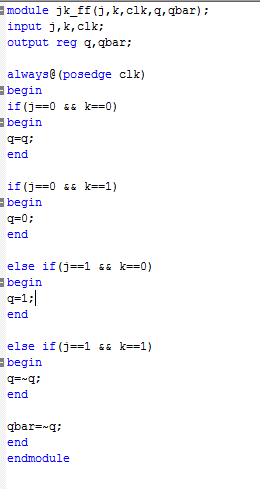 module jk_ff(j,k,clk,q,qbar);
input j,k,clk;
output reg q,qbar;
always@(posedge clk)
begin
if(j==0 && k==0)
begin
q=q;
end
if(j==0 && k==1)
begin
q=0;
end
else if(j==1 && k==0)
begin
q=1;
end
else if(j==1 && k==1)
begin
q=~q;
end
qbar=~q;
end
endmodule